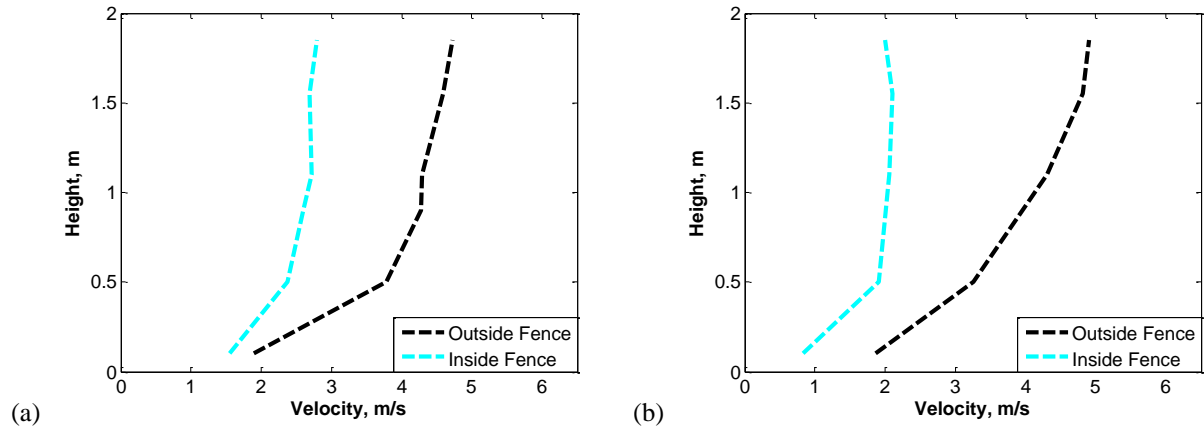 2
1.5
1
0.5
0
Height, m
0 1 2 3 4 5 6
Velocity, m/s
Outside Fence
Inside Fence
(a)
2
1.5
1
0.5
0
Height, m
0 1 2 3 4 5 6
Velocity, m/s
Outside Fence
Inside Fence
(b)